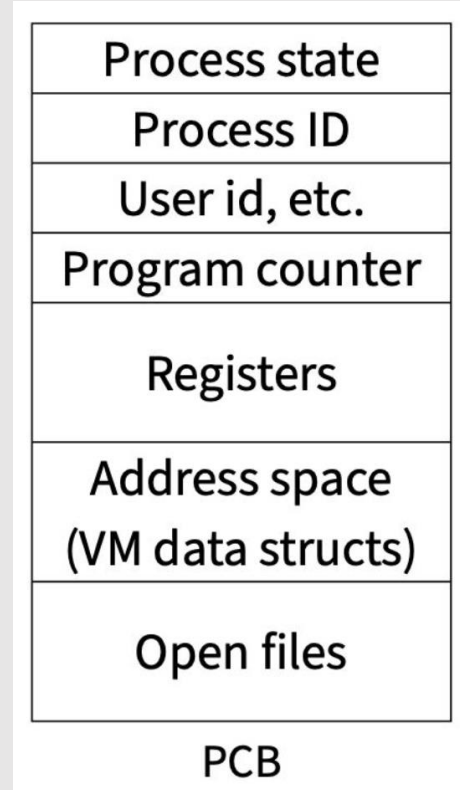 Process state
Process ID
User id, etc.
Program counter
Registers
Address space
(VM data structs)
Open files
PCB